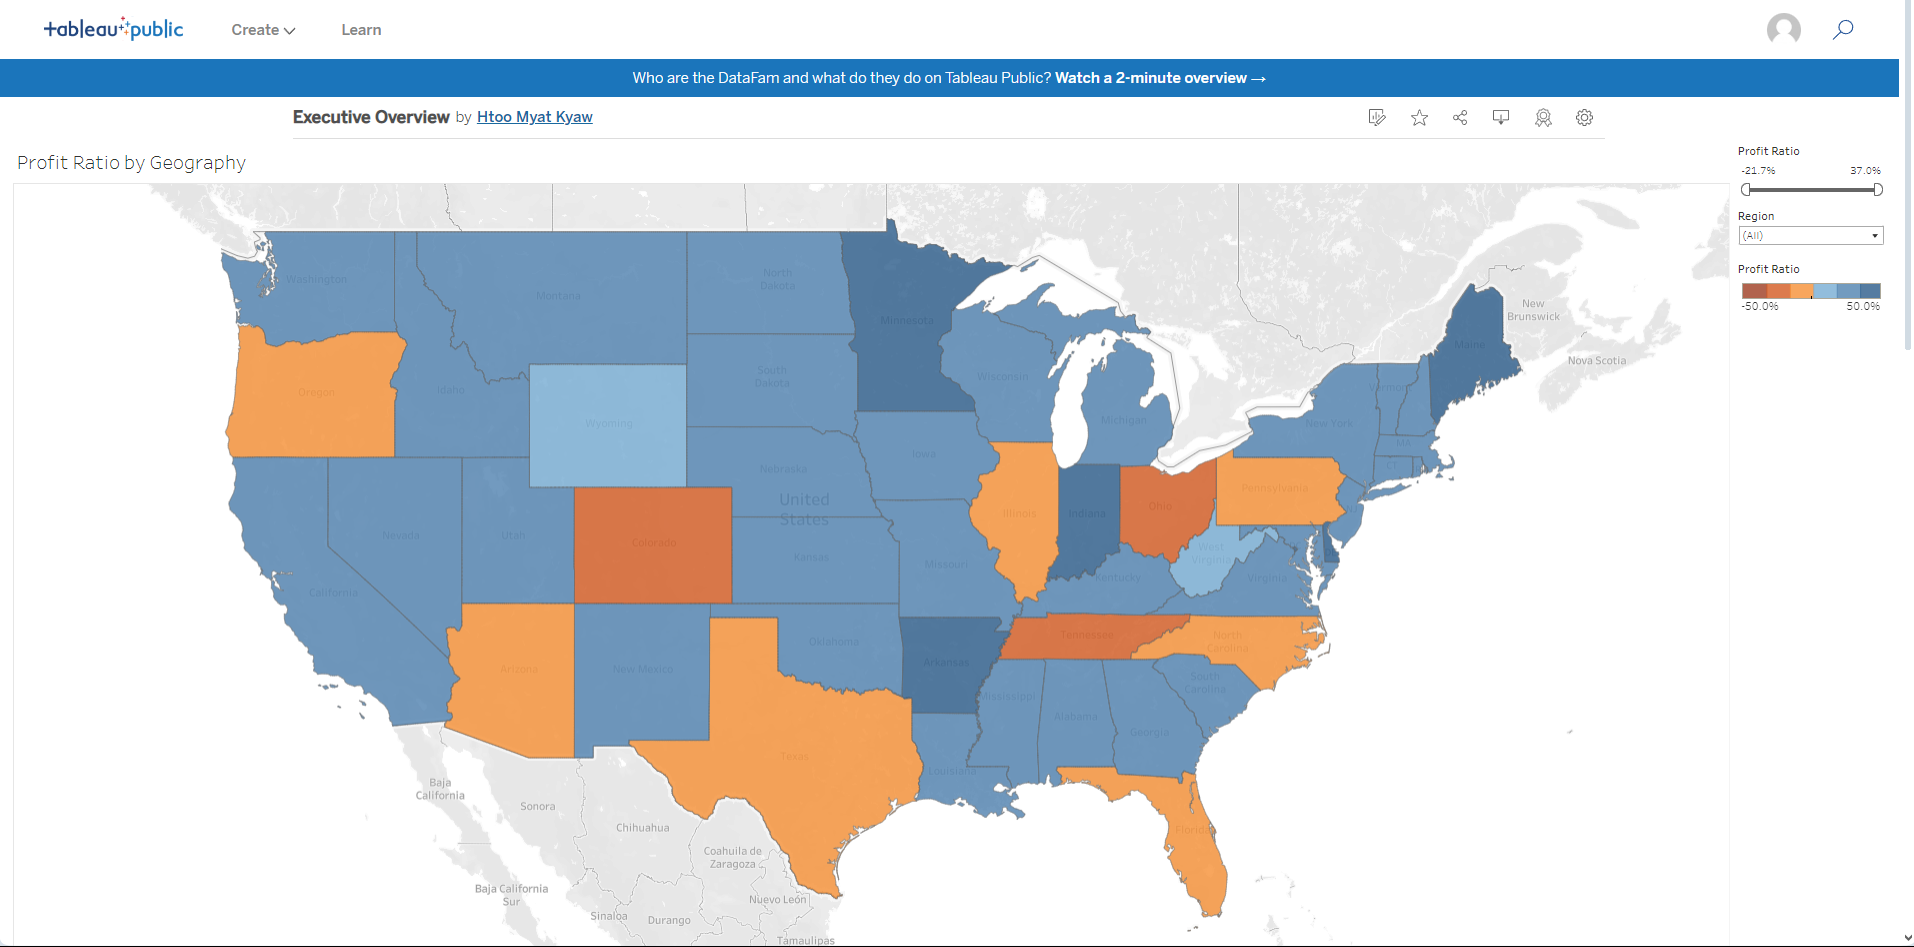 tableau public
Create
Learn
Who are the DataFam and what do they do on Tableau Public? Watch a 2-minute overview →
Executive Overview by Htoo Myat Kyaw
Profit Ratio by Geography
Profit Ratio
-21.7% 37.0%
Region
(All)
Profit Ratio
-50.0% 50.0%
Washington
Montana
North
Dakota
Minnesota
Maine
New
Brunswick
Nova Scotia
Oregon
Idaho
Wyoming
South
Dakota
Wisconsin
Michigan
Vermont
New York
MA
CT
Iowa
Nebraska
United
States
Illinois
Indiana
Ohio
Pennsylvania
NJ
Nevada
Utah
Colorado
Kansas
Missouri
West
Virginia
Kentucky
Virginia
California
Arizona
New Mexico
Oklahoma
Arkansas
Tennessee
North
Carolina
South
Carolina
Mississippi
Alabama
Georgia
Texas
Louisiana
Florida
Baja
California
Sonora
Chihuahua
Coahuila de
Zaragoza
Baja California
Sur
Sinaloa
Durango
Nuevo León
Tamaulipas